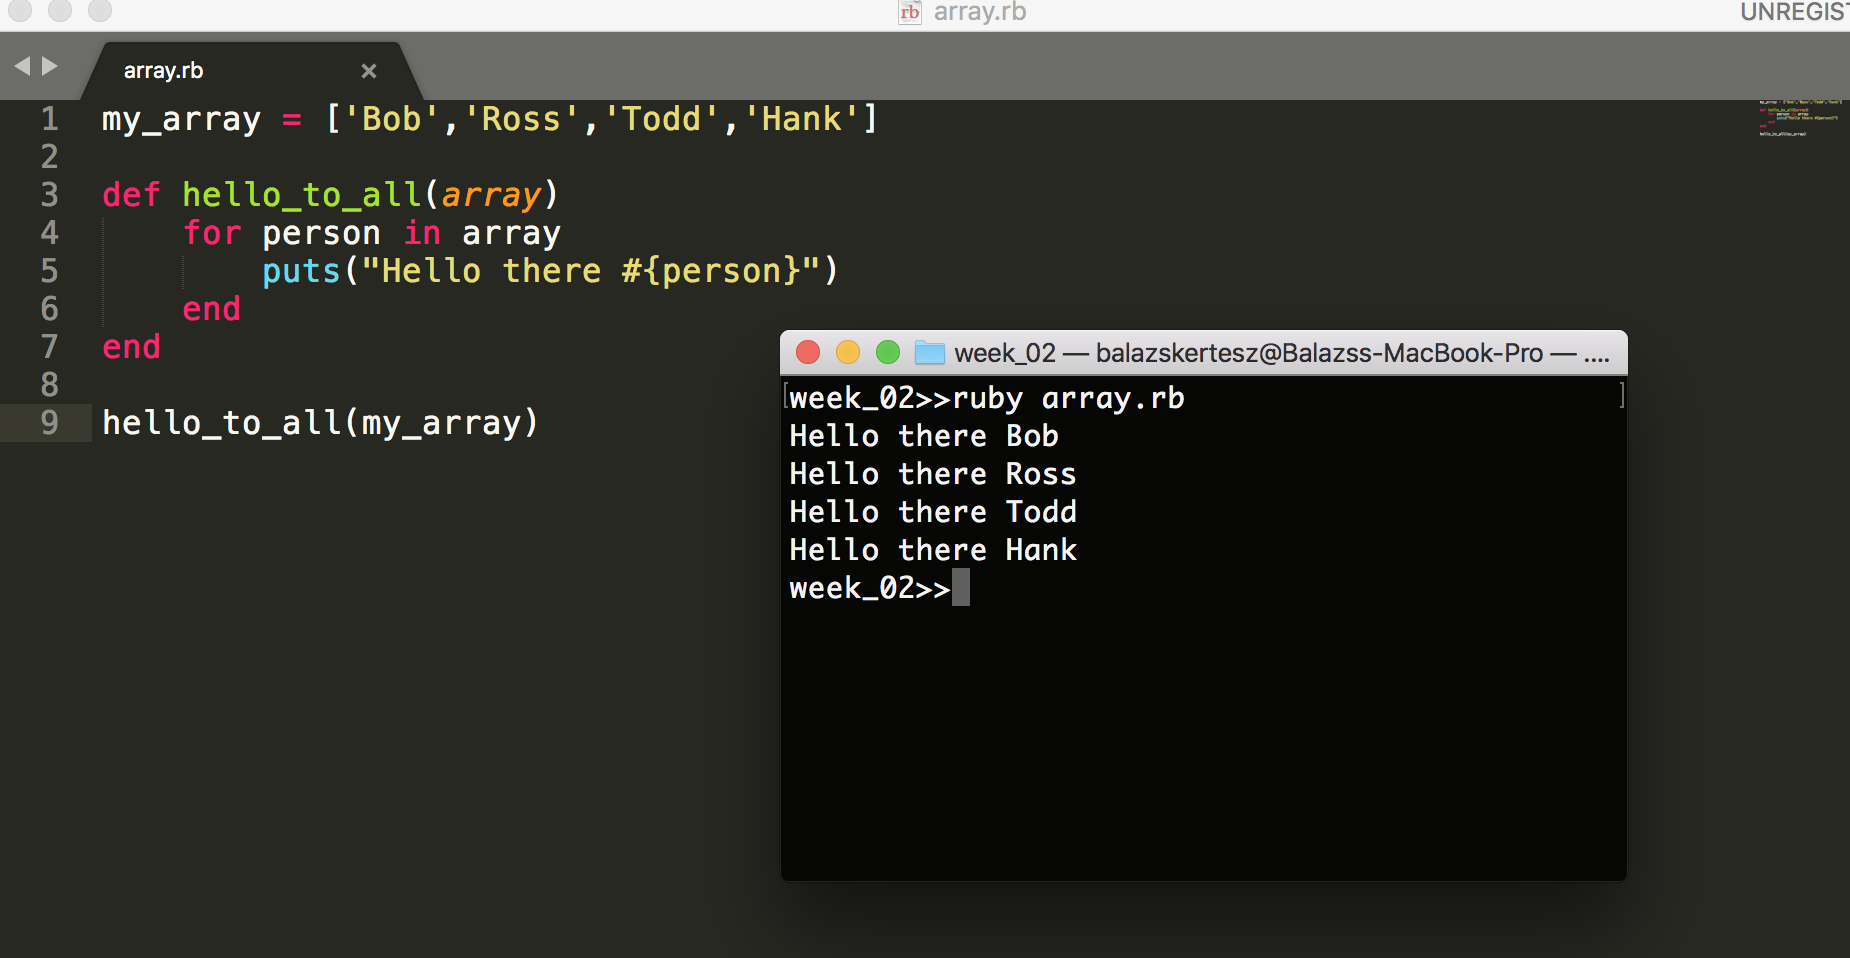 array.rb
UNREGIST
array.rb
1 my_array = ['Bob','Ross','Todd','Hank']
2
3 def hello_to_all(array)
4     for person in array
5         puts("Hello there #{person}")
6     end
7 end
8
9 hello_to_all(my_array)
week_02 — balazskertesz@Balazss-MacBook-Pro — ....
[week_02>>ruby array.rb ]
Hello there Bob
Hello there Ross
Hello there Todd
Hello there Hank
week_02>>